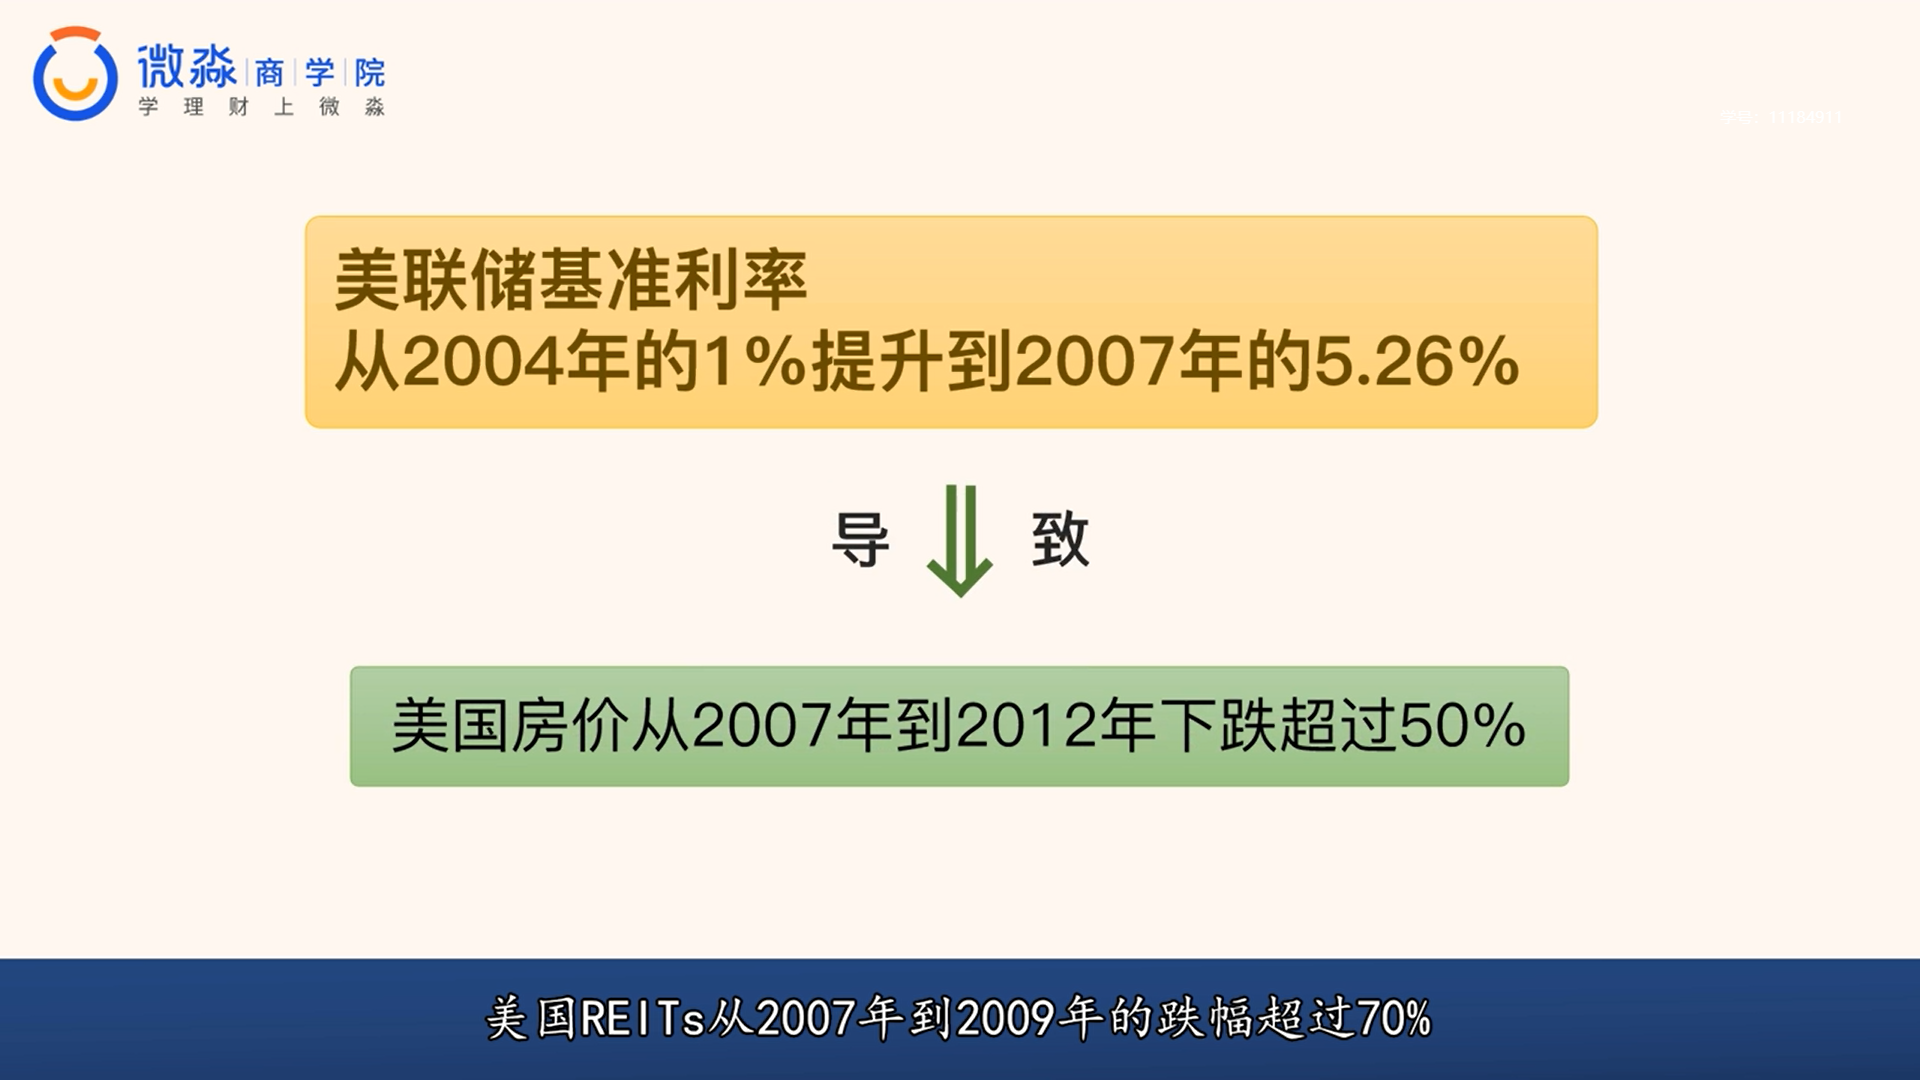 微淼商学院
学理财上微淼
学号：11184911
美联储基准利率
从2004年的1%提升到2007年的5.26%
导致
美国房价从2007年到2012年下跌超过50%
美国REITs从2007年到2009年的跌幅超过70%